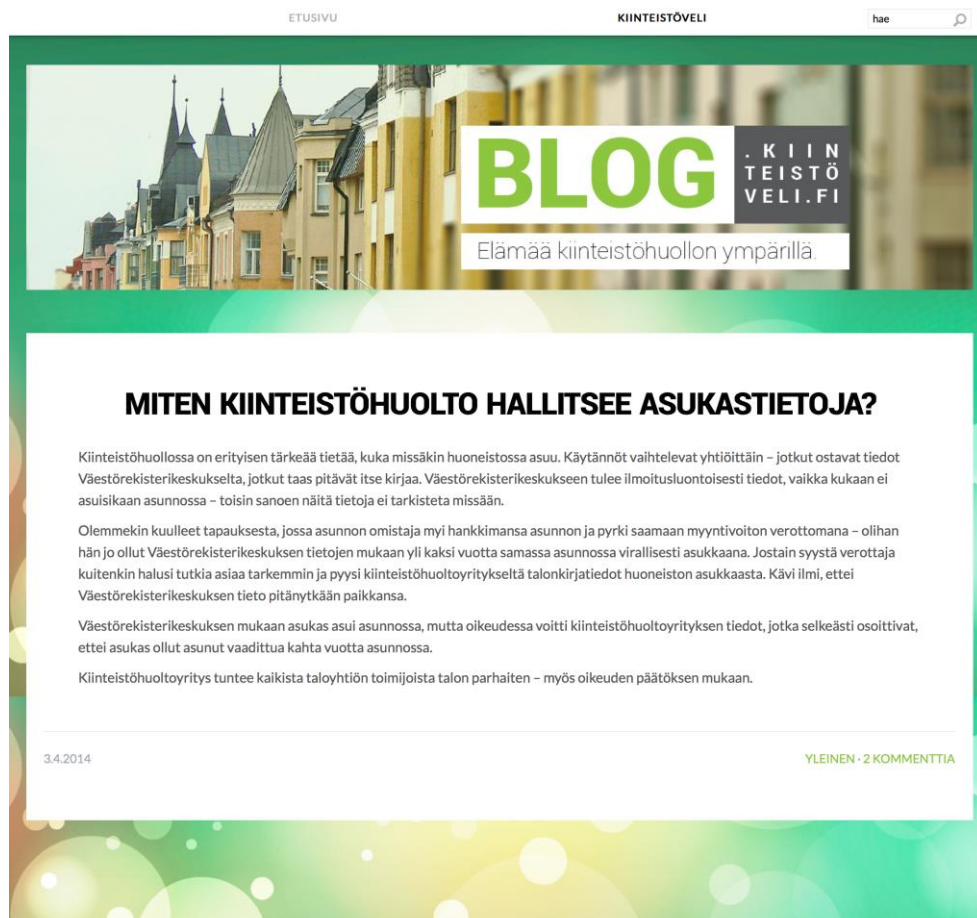 ETUSIVU
KIINTEISTÖVELI
hae
BLOG
.KIIN
TEISTÖ
VELI.FI
Elämää kiinteistöhuollon ympärillä.
MITEN KIINTEISTÖHUOLTO HALLITSEE ASUKASTIETOJA?
Kiinteistöhuollossa on erityisen tärkeää tietää, kuka missäkin huoneistossa asuu. Käytännöt vaihtelevat yhtiöittäin – jotkut ostavat tiedot
Väestörekisterikeskukselta, jotkut taas pitävät itse kirjaa. Väestörekisterikeskukseen tulee ilmoitusluontoisesti tiedot, vaikka kukaan ei
asuisikaan asunnossa – toisin sanoen näitä tietoja ei tarkisteta missään.
Olemmekin kuulleet tapauksesta, jossa asunnon omistaja myi hankkimansa asunnon ja pyrki saamaan myyntivoiton verottomana – olihan
hän jo ollut Väestörekisterikeskuksen tietojen mukaan yli kaksi vuotta samassa asunnossa virallisesti asukkaana. Jostain syystä verottaja
kuitenkin halusi tutkia asiaa tarkemmin ja pyysi kiinteistöhuoltoyritykseltä talonkirjatiedot huoneiston asukkaasta. Kävi ilmi, ettei
Väestörekisterikeskuksen tieto pitänytkään paikkansa.
Väestörekisterikeskuksen mukaan asukas asui asunnossa, mutta oikeudessa voitti kiinteistöhuoltoyrityksen tiedot, jotka selkeästi osoittivat,
ettei asukas ollut asunut vaadittua kahta vuotta asunnossa.
Kiinteistöhuoltoyritys tuntee kaikista taloyhtiön toimijoista talon parhaiten – myös oikeuden päätöksen mukaan.
3.4.2014
YLEINEN · 2 KOMMENTTIA